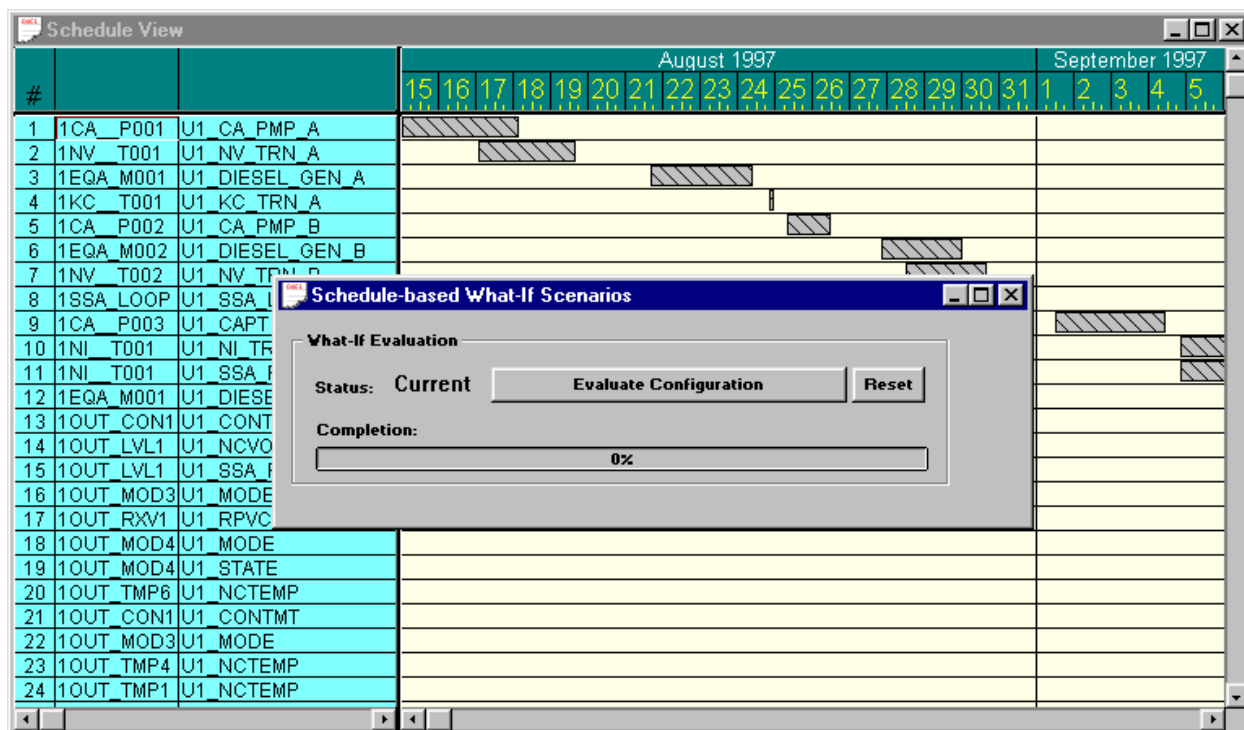 Schedule View
August 1997 September 1997
# 15 16 17 18 19 20 21 22 23 24 25 26 27 28 29 30 31 1 2 3 4 5
1 1CA__P001 U1_CA_PMP_A
2 1NV__T001 U1_NV_TRN_A
3 1EQA_M001 U1_DIESEL_GEN_A
4 1KC__T001 U1_KC_TRN_A
5 1CA__P002 U1_CA_PMP_B
6 1EQA_M002 U1_DIESEL_GEN_B
7 1NV__T002 U1_NV_TRN_B
8 1SSA_LOOP U1_SSA_
9 1CA__P003 U1_CAPT
10 1NI__T001 U1_NI_TR
11 1NI__T001 U1_SSA_
12 1EQA_M001 U1_DIESE
13 1OUT_CON1 U1_CONT
14 1OUT_LVL1 U1_NCVO
15 1OUT_LVL1 U1_SSA_
16 1OUT_MOD3 U1_MODE
17 1OUT_RXV1 U1_RPVC
18 1OUT_MOD4 U1_MODE
19 1OUT_MOD4 U1_STATE
20 1OUT_TMP6 U1_NCTEMP
21 1OUT_CON1 U1_CONTMT
22 1OUT_MOD3 U1_MODE
23 1OUT_TMP4 U1_NCTEMP
24 1OUT_TMP1 U1_NCTEMP
Schedule-based What-If Scenarios
What-If Evaluation
Status: Current Evaluate Configuration Reset
Completion:
0%